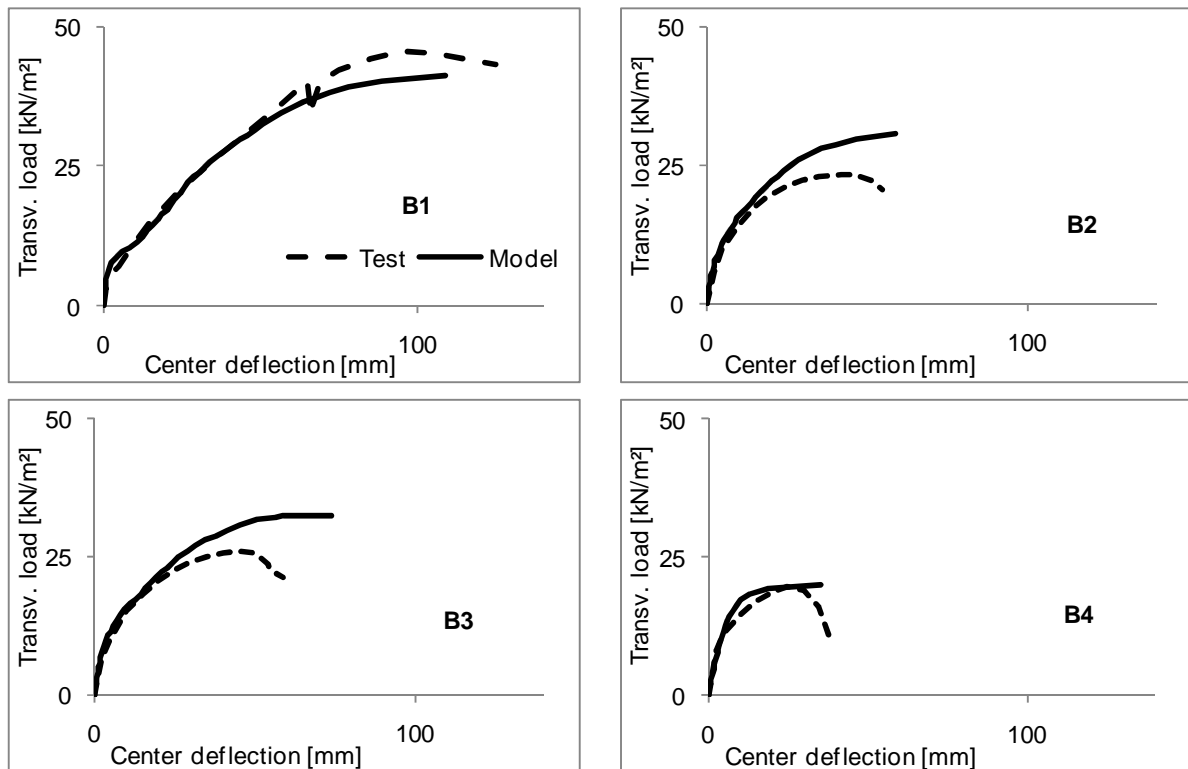 50
Transv. load [kN/m²]
25
B1
Test
Model
0
0
100
Center deflection [mm]
50
Transv. load [kN/m²]
25
B2
0
0
100
Center deflection [mm]
50
Transv. load [kN/m²]
25
B3
0
0
100
Center deflection [mm]
50
Transv. load [kN/m²]
25
B4
0
0
100
Center deflection [mm]